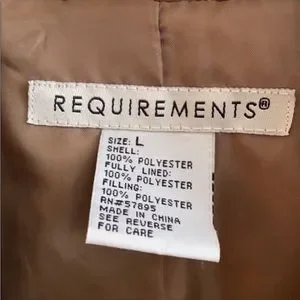 REQUIREMENTS®
SIZE: L
SHELL:
100% POLYESTER
FULLY LINED:
100% POLYESTER
FILLING:
100% POLYESTER
RN#57895
MADE IN CHINA
SEE REVERSE
FOR CARE